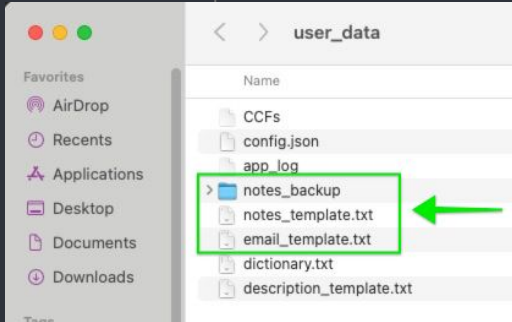 user_data
Favorites
AirDrop
Recents
Applications
Desktop
Documents
Downloads
Tags
Name
CCFs
config.json
app_log
notes_backup
notes_template.txt
email_template.txt
dictionary.txt
description_template.txt